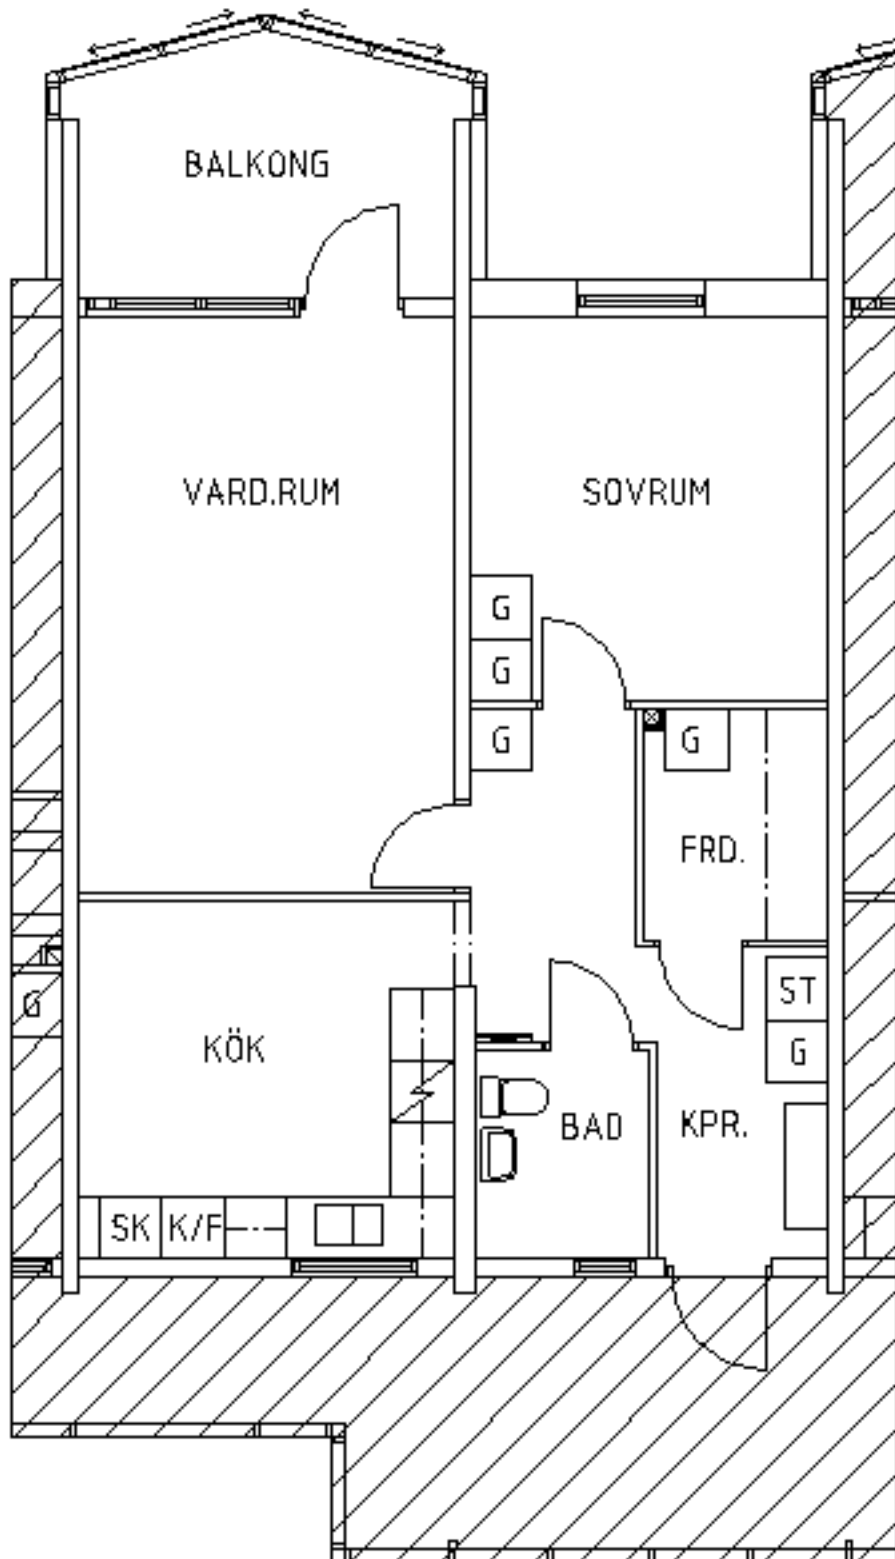 BALKONG
VARD.RUM
SOVRUM
G
G
G
G
FRD.
G
ST
KÖK
G
BAD
KPR.
SK
K/F